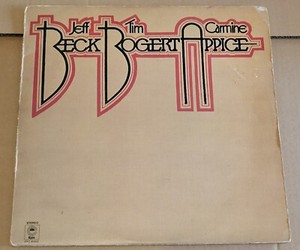 Jeff Tim Carmine
BECK BOGERT APPICE